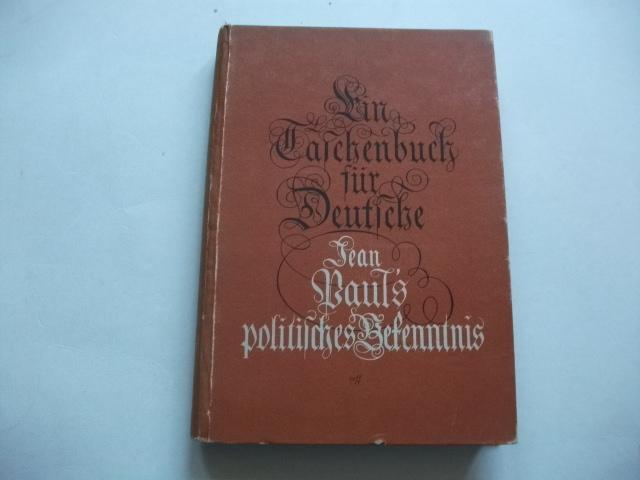 Ein
Taſchenbuch
für
Deutſche
Jean
Paul's
politiſches Bekenntnis